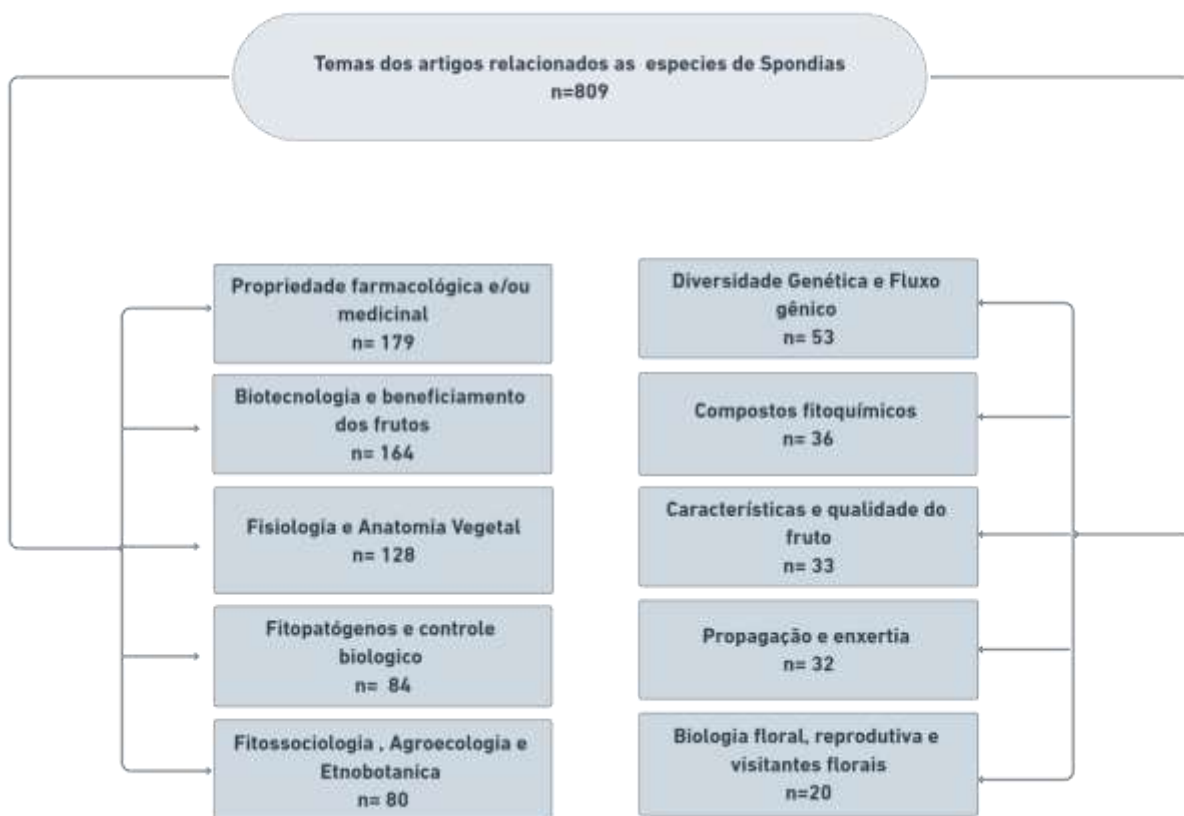 Temas dos artigos relacionados as especies de Spondias
n=809
Propriedade farmacológica e/ou
medicinal
n= 179
Biotecnologia e beneficiamento
dos frutos
n= 164
Fisiologia e Anatomia Vegetal
n= 128
Fitopatógenos e controle
biologico
n= 84
Fitossociologia , Agroecologia e
Etnobotanica
n= 80
Diversidade Genética e Fluxo
gênico
n= 53
Compostos fitoquímicos
n= 36
Características e qualidade do
fruto
n= 33
Propagação e enxertia
n= 32
Biologia floral, reprodutiva e
visitantes florais
n=20